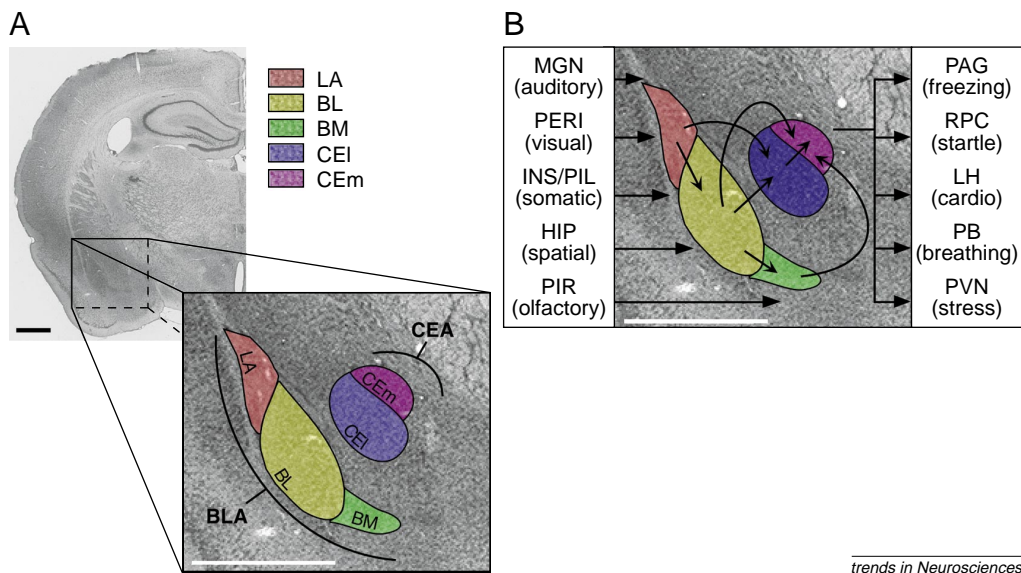 A
LA
BL
BM
CEl
CEm
LA
CEm
CEl
BL
BM
CEA
BLA
B
MGN
(auditory)
PERI
(visual)
INS/PIL
(somatic)
HIP
(spatial)
PIR
(olfactory)
PAG
(freezing)
RPC
(startle)
LH
(cardio)
PB
(breathing)
PVN
(stress)
trends in Neurosciences